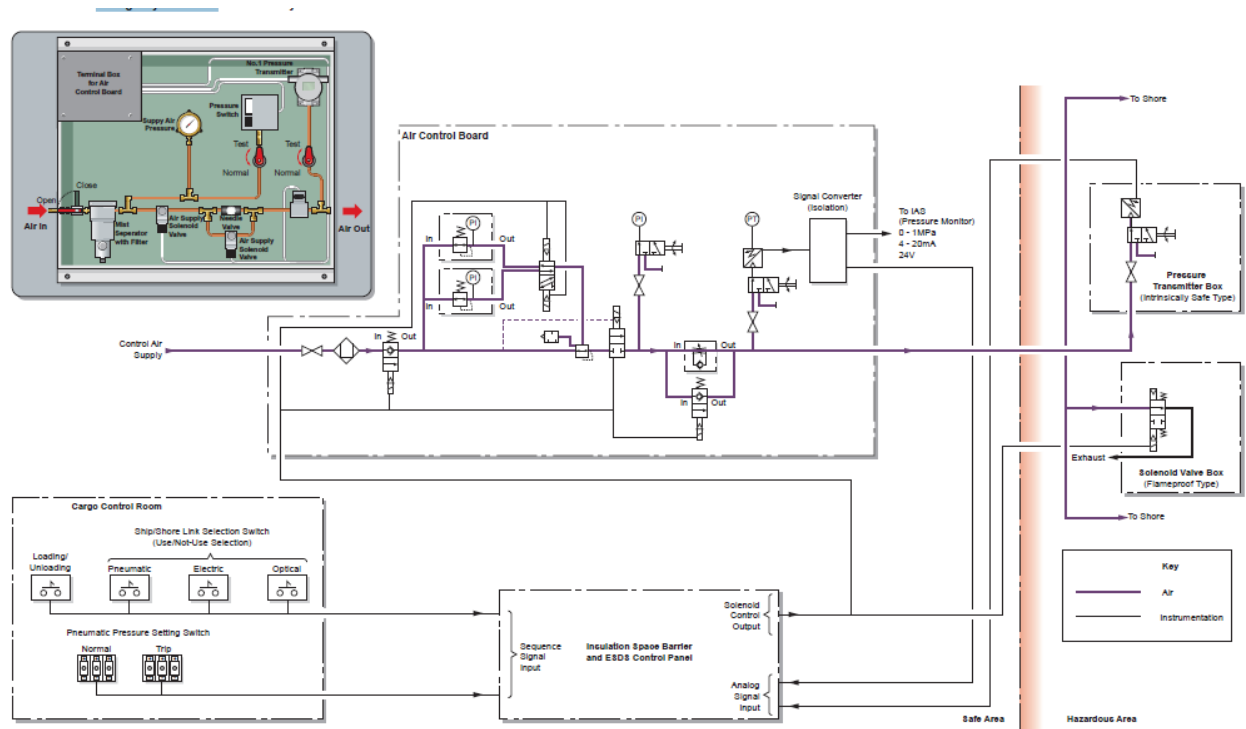 Terminal Box
for Air
Control Board
No.1 Pressure
Transmitter
Pressure
Switch
Suppy Air
Pressure
Test
Normal
Test
Normal
Close
Open
Air In
Mist
Seperator
with Filter
Air Supply
Solenoid
Valve
Needle
Valve
Air Supply
Solenoid
Valve
Air Out
Air Control Board
PI
In
Out
PI
In
Out
PI
PT
Signal Converter
(Isolation)
To IAS
(Pressure Monitor)
0 - 1MPa
4 - 20mA
24V
Control Air
Supply
In
Out
In
Out
In
Out
To Shore
Pressure
Transmitter Box
(Intrinsically Safe Type)
Exhaust
Solenoid Valve Box
(Flameproof Type)
To Shore
Key
Air
Instrumentation
Cargo Control Room
Ship/Shore Link Selection Switch
(Use/Not-Use Selection)
Loading/
Unloading
Pneumatic
Electric
Optical
Pneumatic Pressure Setting Switch
Normal
Trip
Sequence
Signal
Input
Insulation Space Barrier
and ESDS Control Panel
Solenoid
Control
Output
Analog
Signal
Input
Safe Area
Hazardous Area